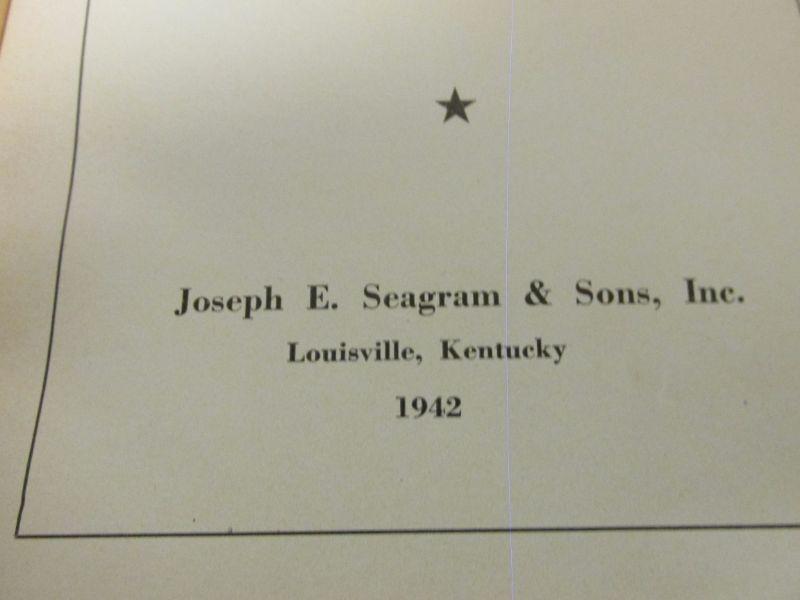 Joseph E. Seagram & Sons, Inc.
Louisville, Kentucky
1942